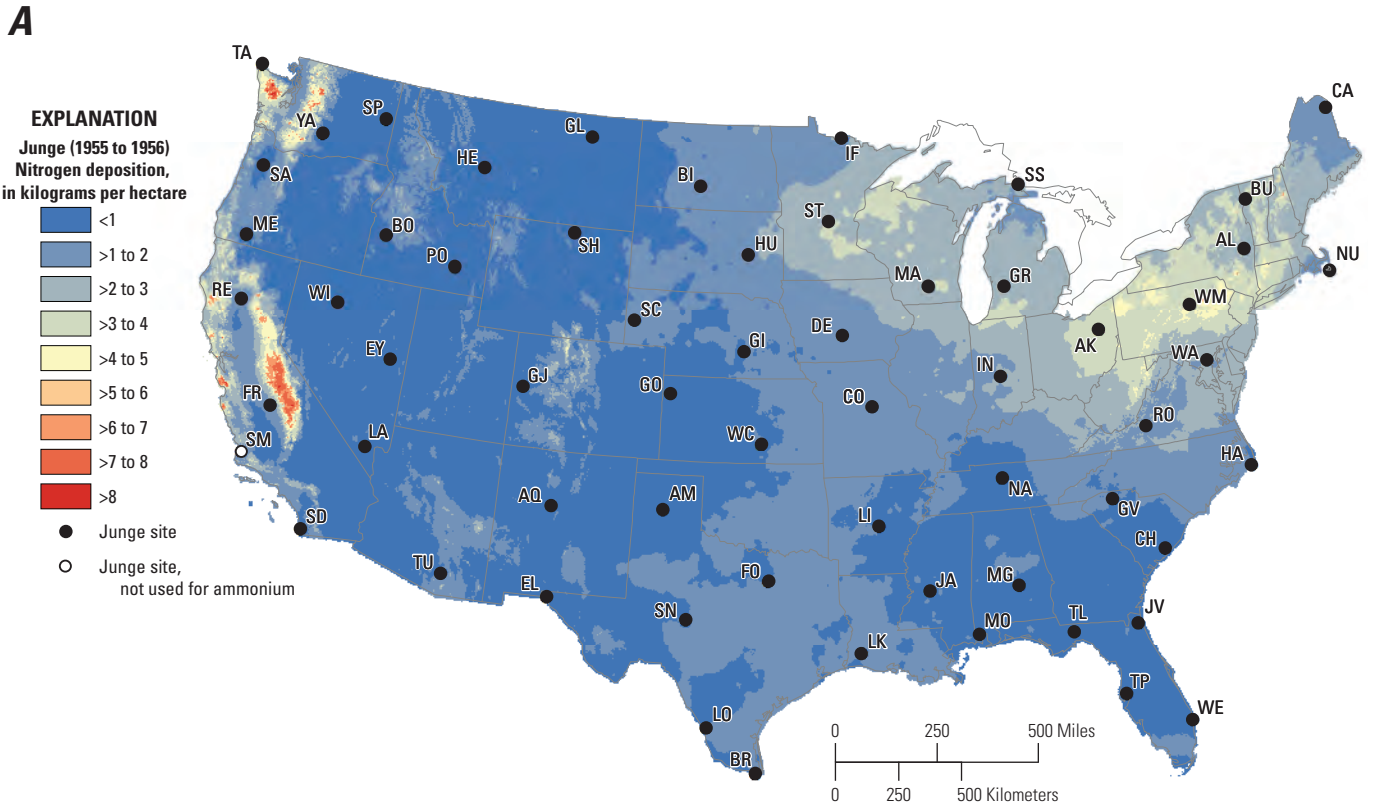 A
EXPLANATION
Junge (1955 to 1956)
Nitrogen deposition,
in kilograms per hectare
<1
>1 to 2
>2 to 3
>3 to 4
>4 to 5
>5 to 6
>6 to 7
>7 to 8
>8
Junge site
Junge site,
not used for ammonium
TA
SP
YA
GL
HE
SA
ME
BO
PO
SH
BI
IF
SS
CA
BU
ST
HU
AL
NU
MA
GR
WM
RE
WI
SC
DE
AK
EY
GI
IN
WA
GJ
GO
CO
FR
RO
SM
LA
WC
HA
AQ
AM
NA
GV
SD
LI
CH
TU
FO
JA
MG
EL
SN
MO
TL
JV
LK
TP
LO
WE
BR
0 250 500 Miles
0 250 500 Kilometers